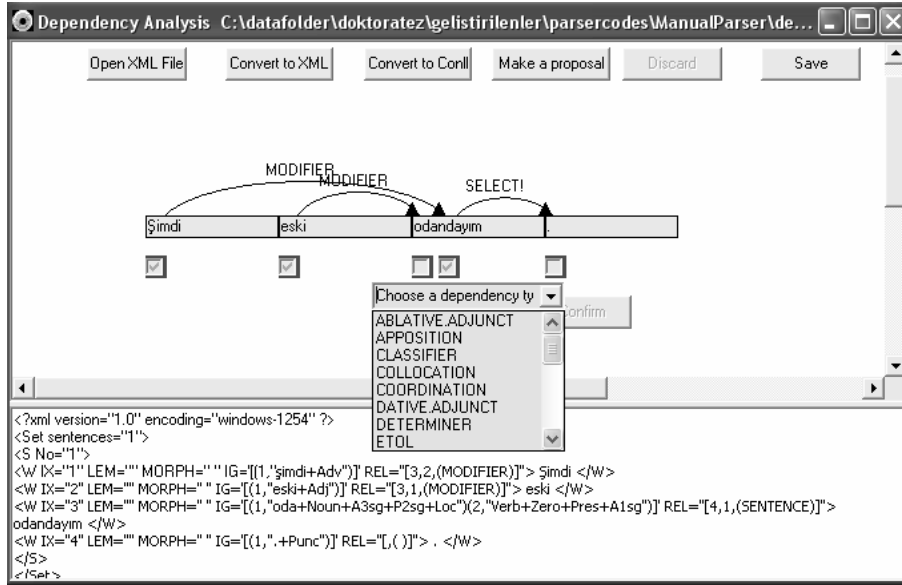 Dependency Analysis C:\datafolder\doktoratez\gelistirilenler\parsercodes\ManualParser\de...
Open XML File Convert to XML Convert to Conll Make a proposal Discard Save
MODIFIER
MODIFIER SELECT!
Şimdi eski odandayım .
Choose a dependency ty
Confirm
ABLATIVE.ADJUNCT
APPOSITION
CLASSIFIER
COLLOCATION
COORDINATION
DATIVE.ADJUNCT
DETERMINER
ETOL
<?xml version="1.0" encoding="windows-1254" ?>
<Set sentences="1">
<S No="1">
<W IX="1" LEM="" MORPH=" " IG='[(1,"şimdi+Adv")]' REL="[3,2,(MODIFIER)]"> Şimdi </W>
<W IX="2" LEM="" MORPH=" " IG='[(1,"eski+Adj")]' REL="[3,1,(MODIFIER)]"> eski </W>
<W IX="3" LEM="" MORPH=" " IG='[(1,"oda+Noun+A3sg+P2sg+Loc")(2,"Verb+Zero+Pres+A1sg")]' REL="[4,1,(SENTENCE)]">
odandayım </W>
<W IX="4" LEM="" MORPH=" " IG='[(1,".+Punc")]' REL="[,( )]"> . </W>
</S>
</Set>